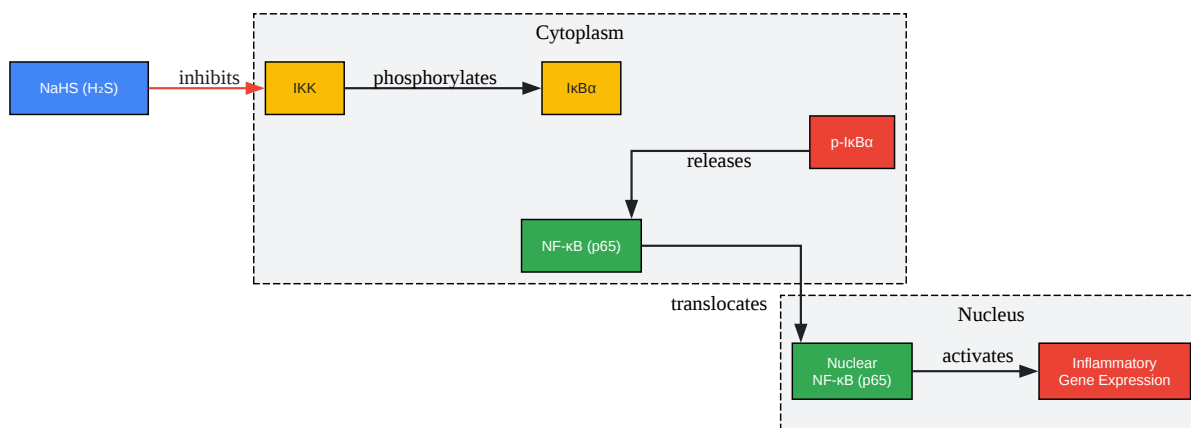 Cytoplasm
NaHS (H₂S)
inhibits
IKK
phosphorylates
IκBα
p-IκBα
releases
NF-κB (p65)
translocates
Nucleus
Nuclear
NF-κB (p65)
activates
Inflammatory
Gene Expression